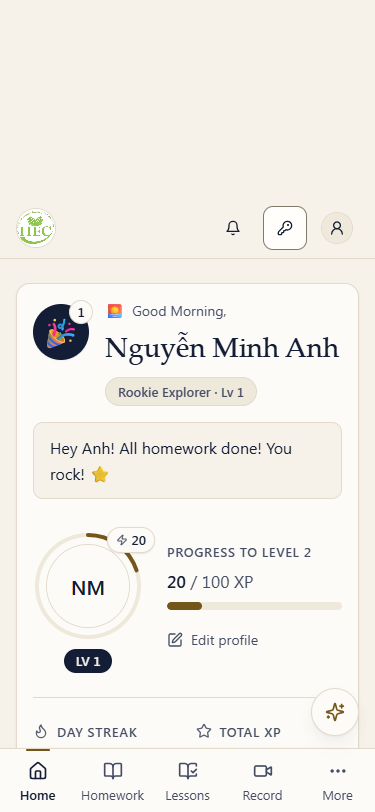 HEC
1
Good Morning,
Nguyễn Minh Anh
Rookie Explorer · Lv 1
Hey Anh! All homework done! You
rock! ⭐
20
NM
LV 1
PROGRESS TO LEVEL 2
20 / 100 XP
Edit profile
DAY STREAK
TOTAL XP
Home
Homework
Lessons
Record
More